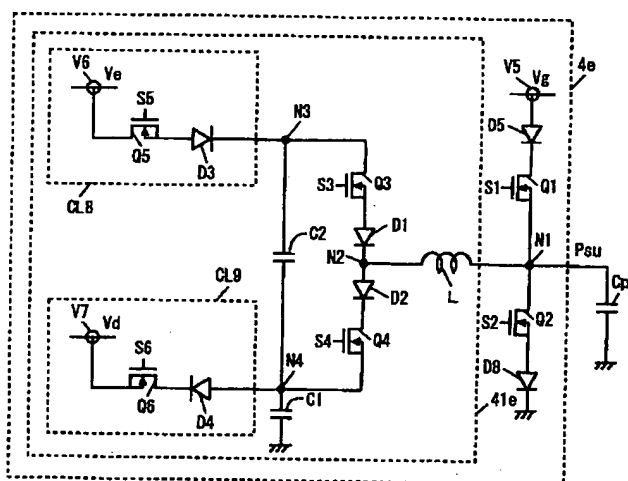 V6
Ve
S5
Q5
D3
CL8
N3
S3
Q3
D1
C2
N2
D2
L
S4
Q4
CL9
V7
Vd
S6
Q6
D4
N4
C1
41e
V5
Vg
4e
D5
S1
Q1
N1
Psu
Cp
S2
Q2
D8